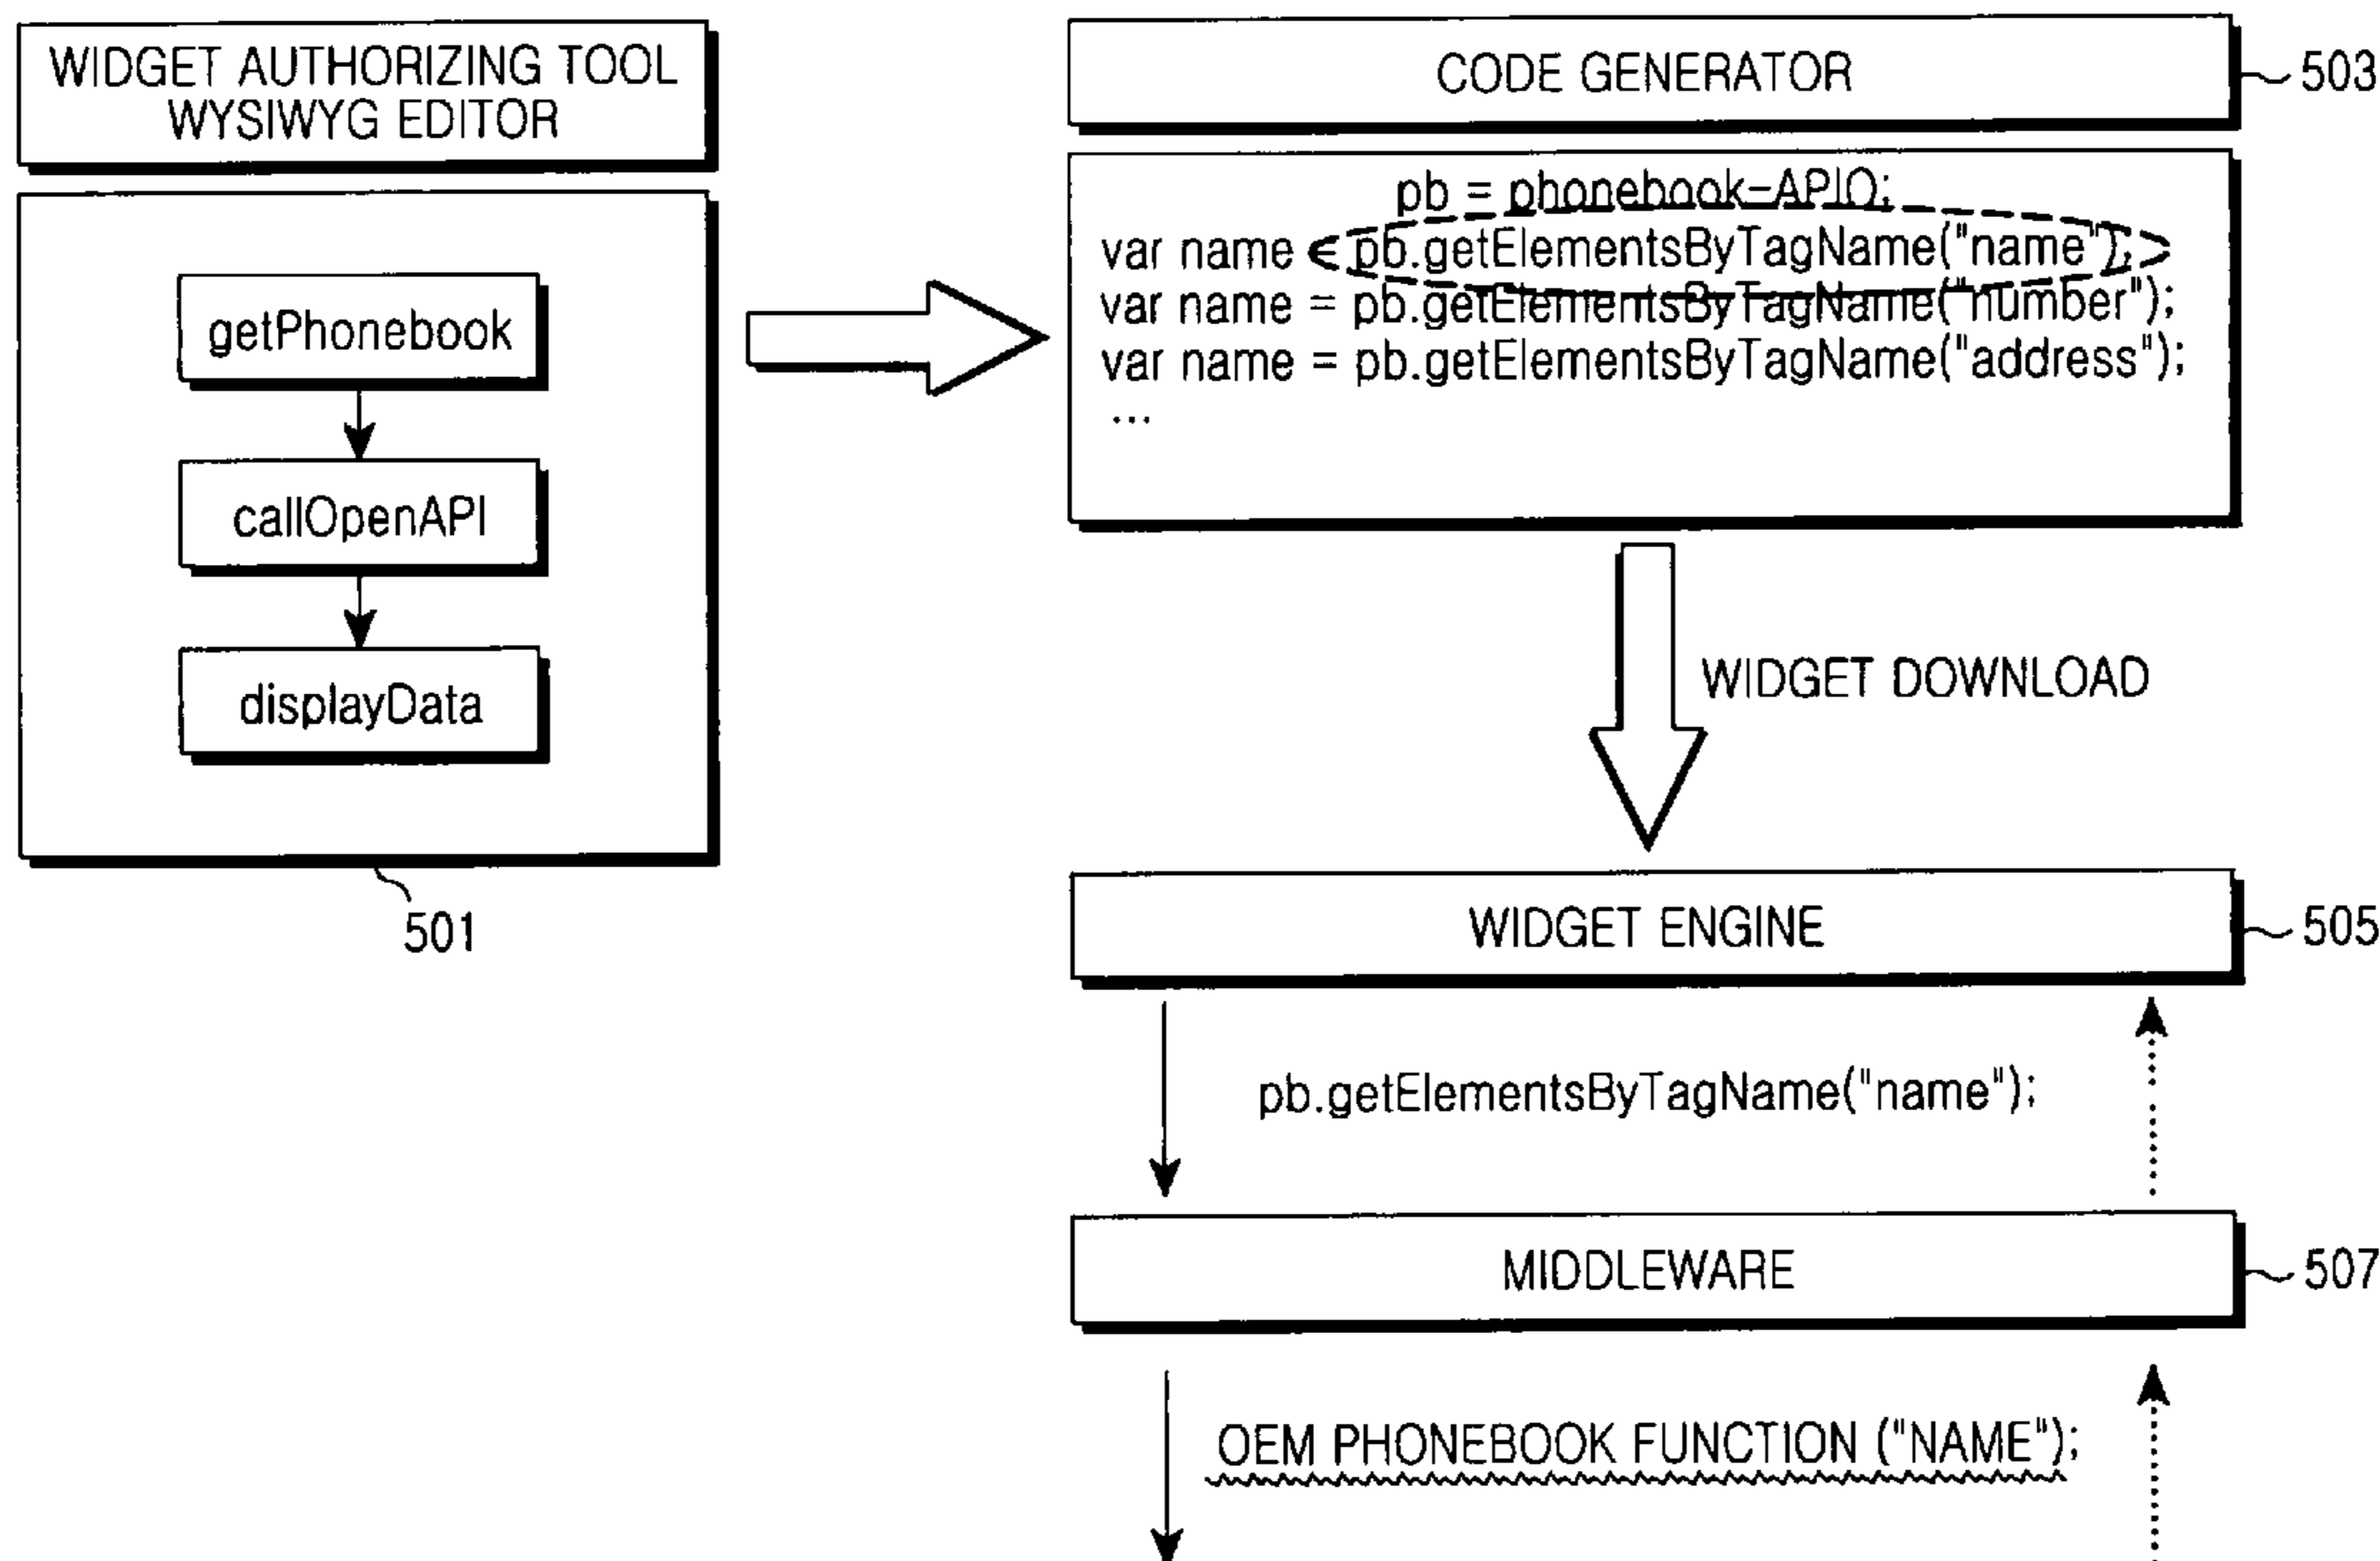 WIDGET AUTHORIZING TOOL
WYSIWYG EDITOR
getPhonebook
callOpenAPI
displayData
501
CODE GENERATOR
503
pb = phonebook-APIO;
var name = pb.getElementsByTagName("name");
var name = pb.getElementsByTagName("number");
var name = pb.getElementsByTagName("address");
...
WIDGET DOWNLOAD
WIDGET ENGINE
505
pb.getElementsByTagName("name");
MIDDLEWARE
507
OEM PHONEBOOK FUNCTION ("NAME");